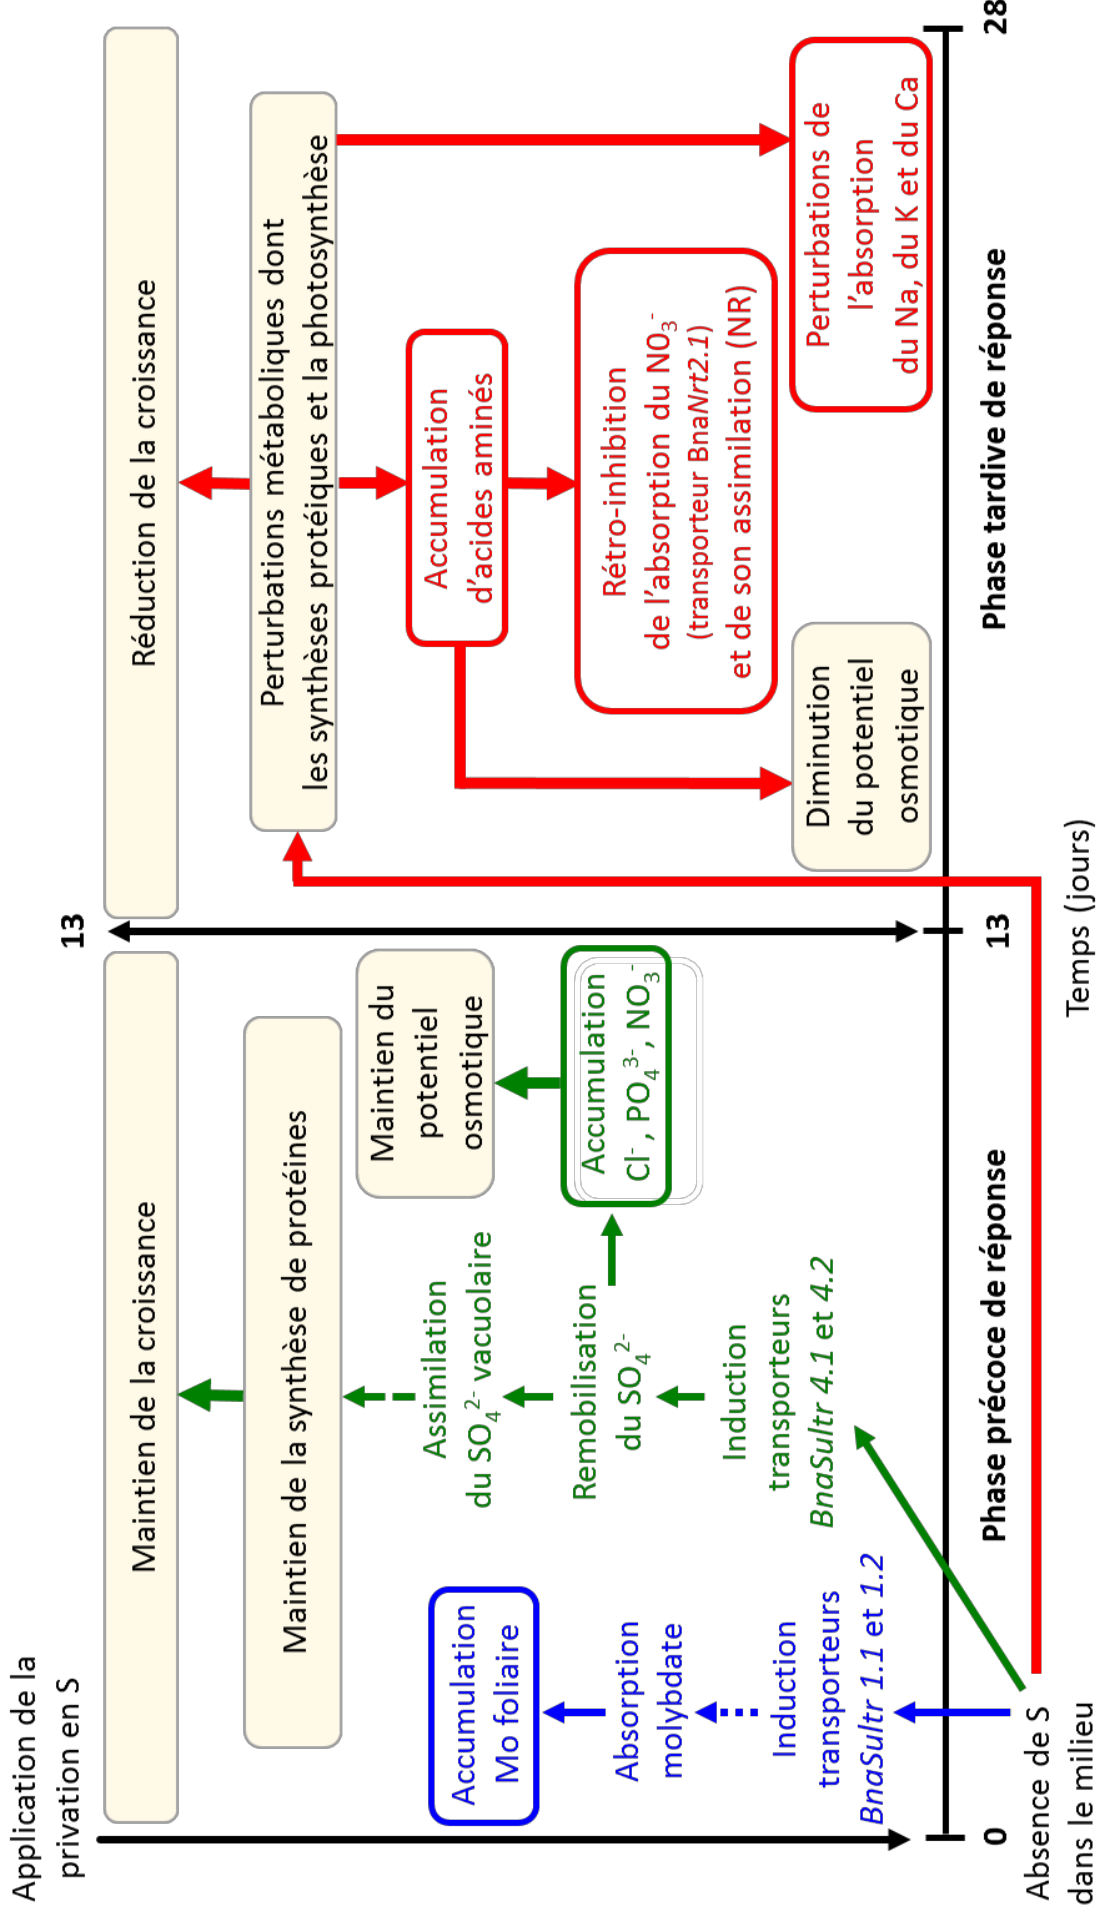 Application de la
privation en S
13
Maintien de la croissance
Réduction de la croissance
Maintien de la synthèse de protéines
Perturbations métaboliques dont
les synthèses protéiques et la photosynthèse
Maintien du
potentiel
osmotique
Accumulation
Mo foliaire
Assimilation
du SO₄²⁻ vacuolaire
Accumulation
d'acides aminés
Absorption
molybdate
Remobilisation
du SO₄²⁻
Accumulation
Cl⁻, PO₄³⁻, NO₃⁻
Rétro-inhibition
de l'absorption du NO₃⁻
(transporteur BnaNrt2.1)
et de son assimilation (NR)
Induction
transporteurs
BnaSultr 1.1 et 1.2
Induction
transporteurs
BnaSultr 4.1 et 4.2
Diminution
du potentiel
osmotique
Perturbations de
l'absorption
du Na, du K et du Ca
0
Phase précoce de réponse
13
Phase tardive de réponse
28
Absence de S
dans le milieu
Temps (jours)